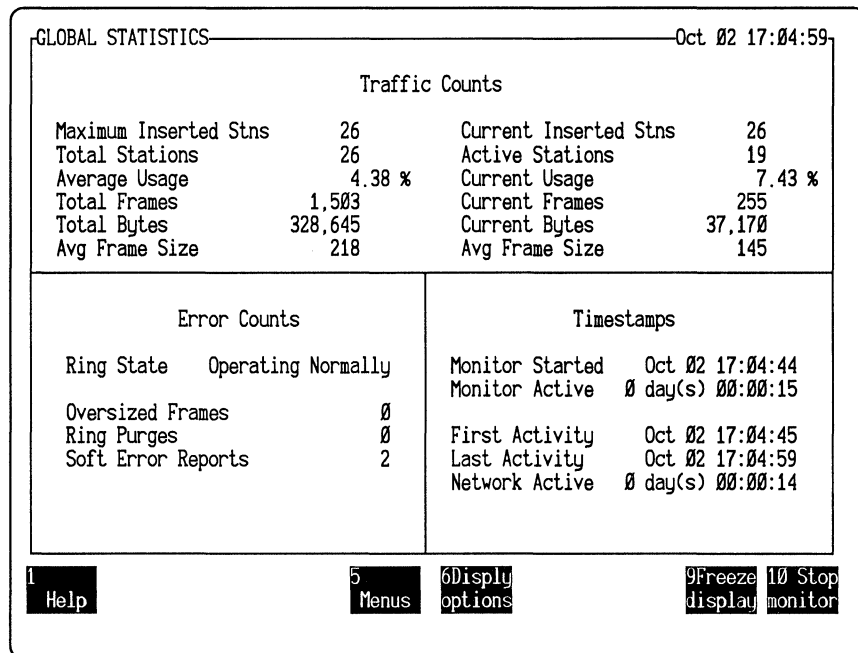 GLOBAL STATISTICS Oct 02 17:04:59
Traffic Counts
Maximum Inserted Stns 26 Current Inserted Stns 26
Total Stations 26 Active Stations 19
Average Usage 4.38 % Current Usage 7.43 %
Total Frames 1,503 Current Frames 255
Total Bytes 328,645 Current Bytes 37,170
Avg Frame Size 218 Avg Frame Size 145
Error Counts
Ring State Operating Normally
Oversized Frames 0
Ring Purges 0
Soft Error Reports 2
Timestamps
Monitor Started Oct 02 17:04:44
Monitor Active 0 day(s) 00:00:15
First Activity Oct 02 17:04:45
Last Activity Oct 02 17:04:59
Network Active 0 day(s) 00:00:14
1 Help
5 Menus
6Disply options
9Freeze display
10 Stop monitor